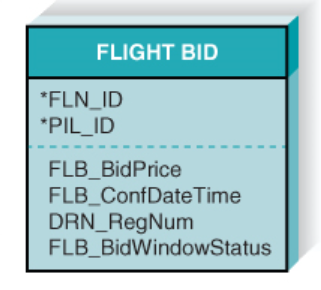 FLIGHT BID
*FLN_ID
*PIL_ID
FLB_BidPrice
FLB_ConfDateTime
DRN_RegNum
FLB_BidWindowStatus